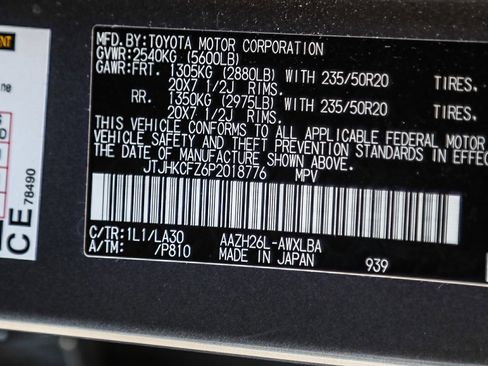 MFD. BY: TOYOTA MOTOR CORPORATION
GVWR: 2540KG (5600LB)
GAWR: FRT. 1305KG (2880LB) WITH 235/50R20 TIRES.
20X7 1/2J RIMS.
RR. 1350KG (2975LB) WITH 235/50R20 TIRES.
20X7 1/2J RIMS.
THIS VEHICLE CONFORMS TO ALL APPLICABLE FEDERAL MOTOR
VEHICLE SAFETY AND THEFT PREVENTION STANDARDS IN EFFEC
THE DATE OF MANUFACTURE SHOWN ABOVE.
JTJHKCFZ6P2018776 MPV
C/TR: 1L1/LA30 AAZH26L-AWXLBA
A/TM: /P810 MADE IN JAPAN 939
CE 78490